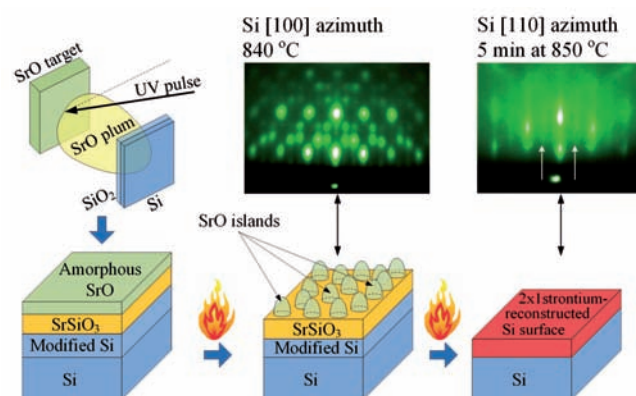 SrO target
UV pulse
SrO plum
SiO2
Si
Si [100] azimuth
840 °C
Si [110] azimuth
5 min at 850 °C
SrO islands
Amorphous
SrO
SrSiO3
Modified Si
Si
SrSiO3
Modified Si
Si
2x1strontium-
reconstructed
Si surface
Si